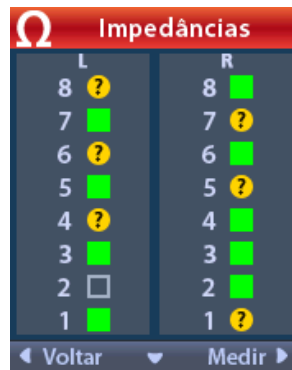 Ω Impedâncias
L R
8 ? 8
7 7 ?
6 ? 6
5 5 ?
4 ? 4
3 3
2 2
1 1 ?
Voltar Medir